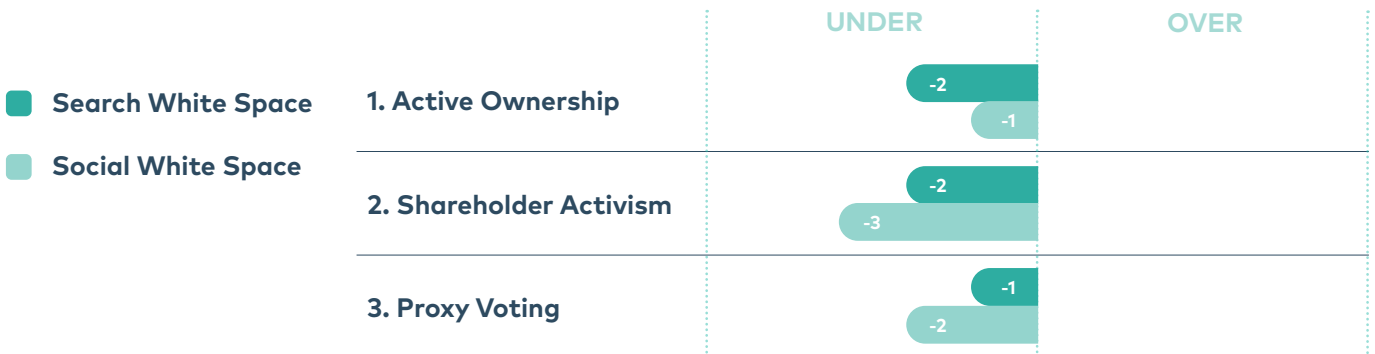 UNDER
OVER
Search White Space
Social White Space
1. Active Ownership
-2
-1
2. Shareholder Activism
-2
-3
3. Proxy Voting
-1
-2